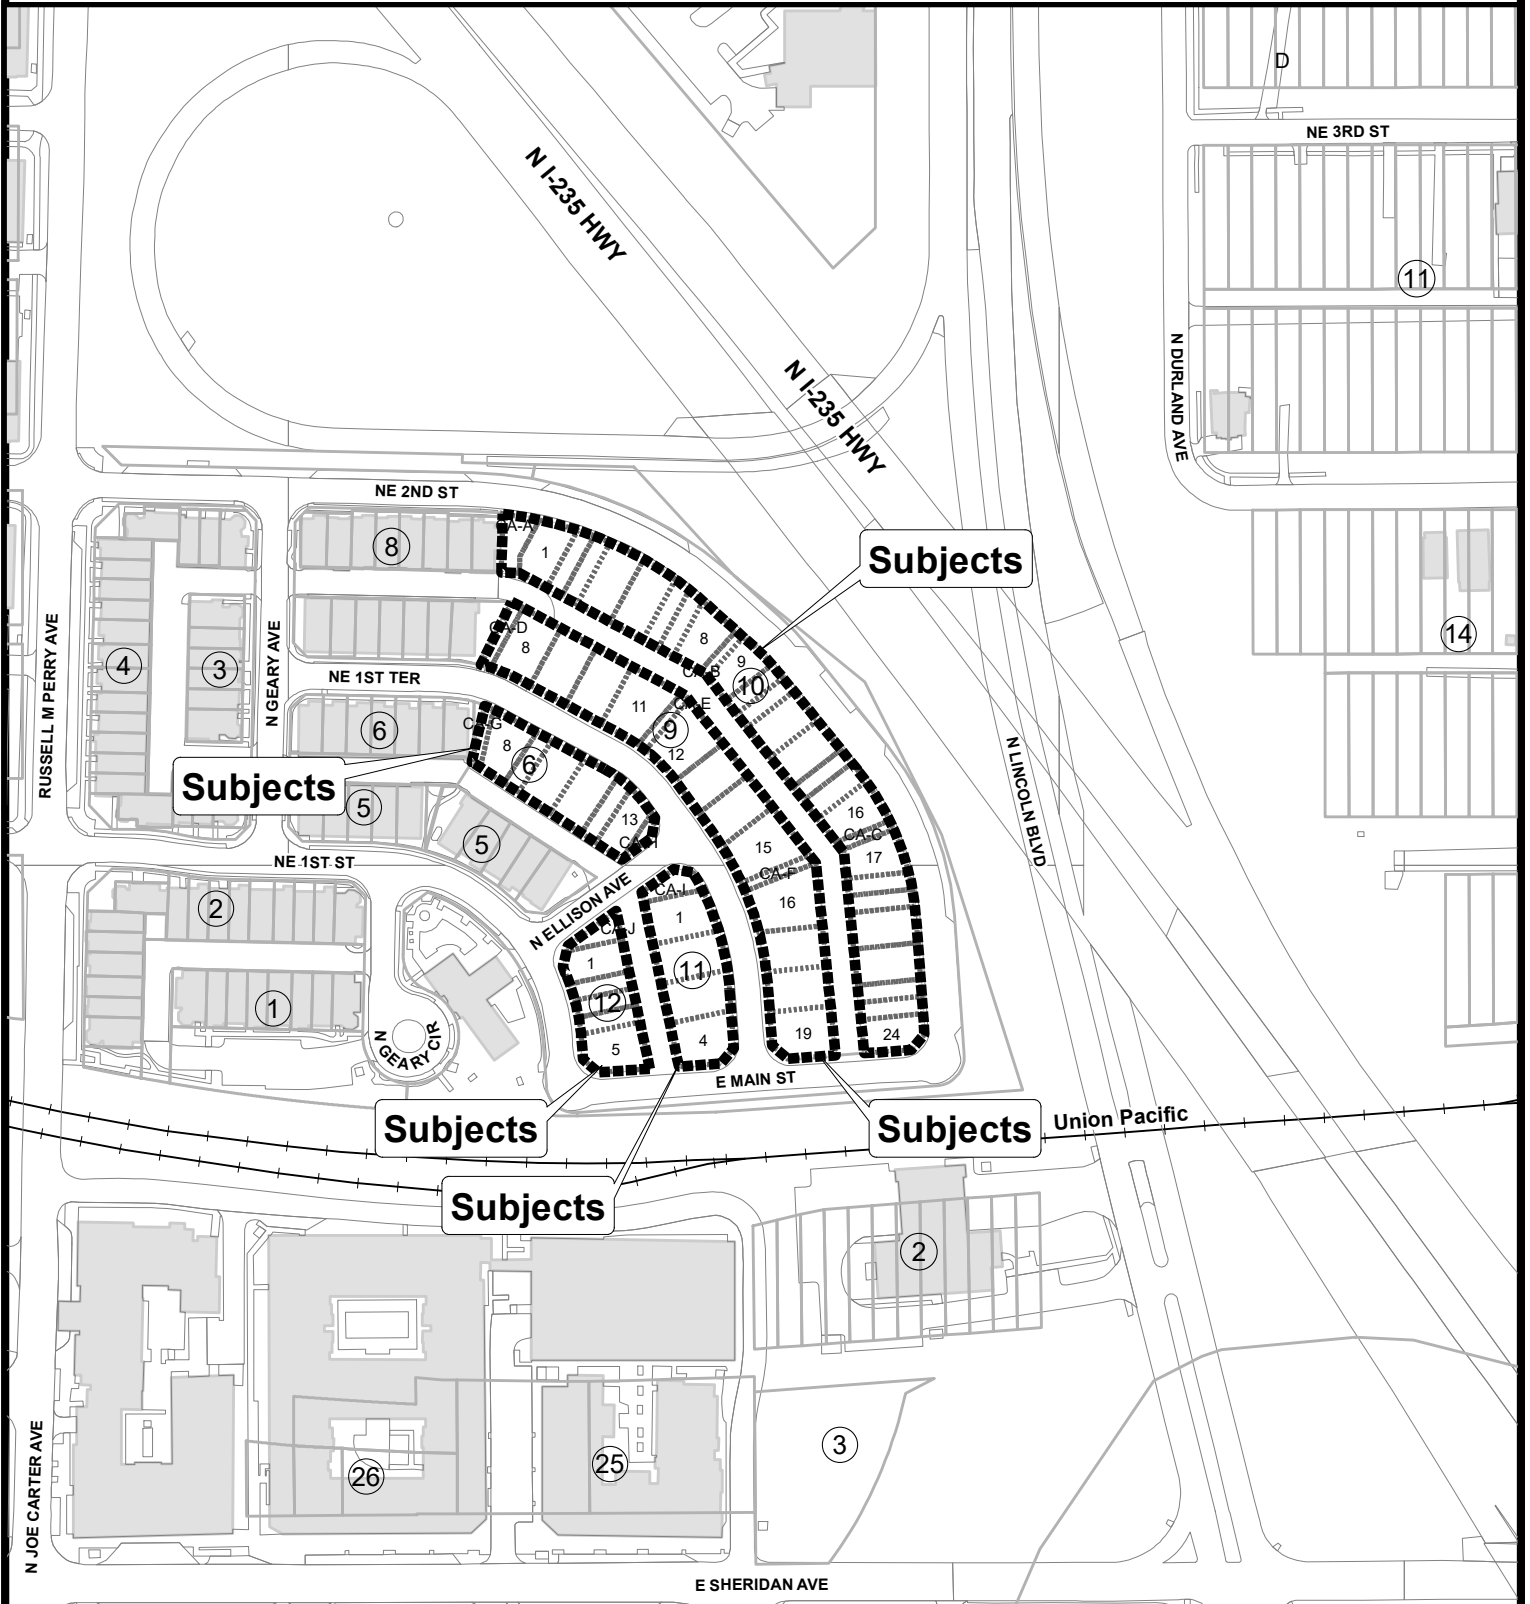 D
NE 3RD ST
N I-235 HWY
11
N I-235 HWY
N DURLAND AVE
NE 2ND ST
CA-A
1
8
Subjects
RUSSELL M PERRY AVE
N GEARY AVE
CA-D
8
8
9
CA-B
10
14
4
3
NE 1ST TER
11
CA-E
9
12
CA-G
6
8
6
Subjects
5
13
CA-H
16
CA-C
17
N LINCOLN BLVD
5
15
CA-F
16
NE 1ST ST
N ELLISON AVE
CA-I
1
2
CA-J
1
11
12
1
N GEARY CIR
5
4
19
24
E MAIN ST
Subjects
Subjects
Union Pacific
Subjects
2
N JOE CARTER AVE
26
25
3
E SHERIDAN AVE